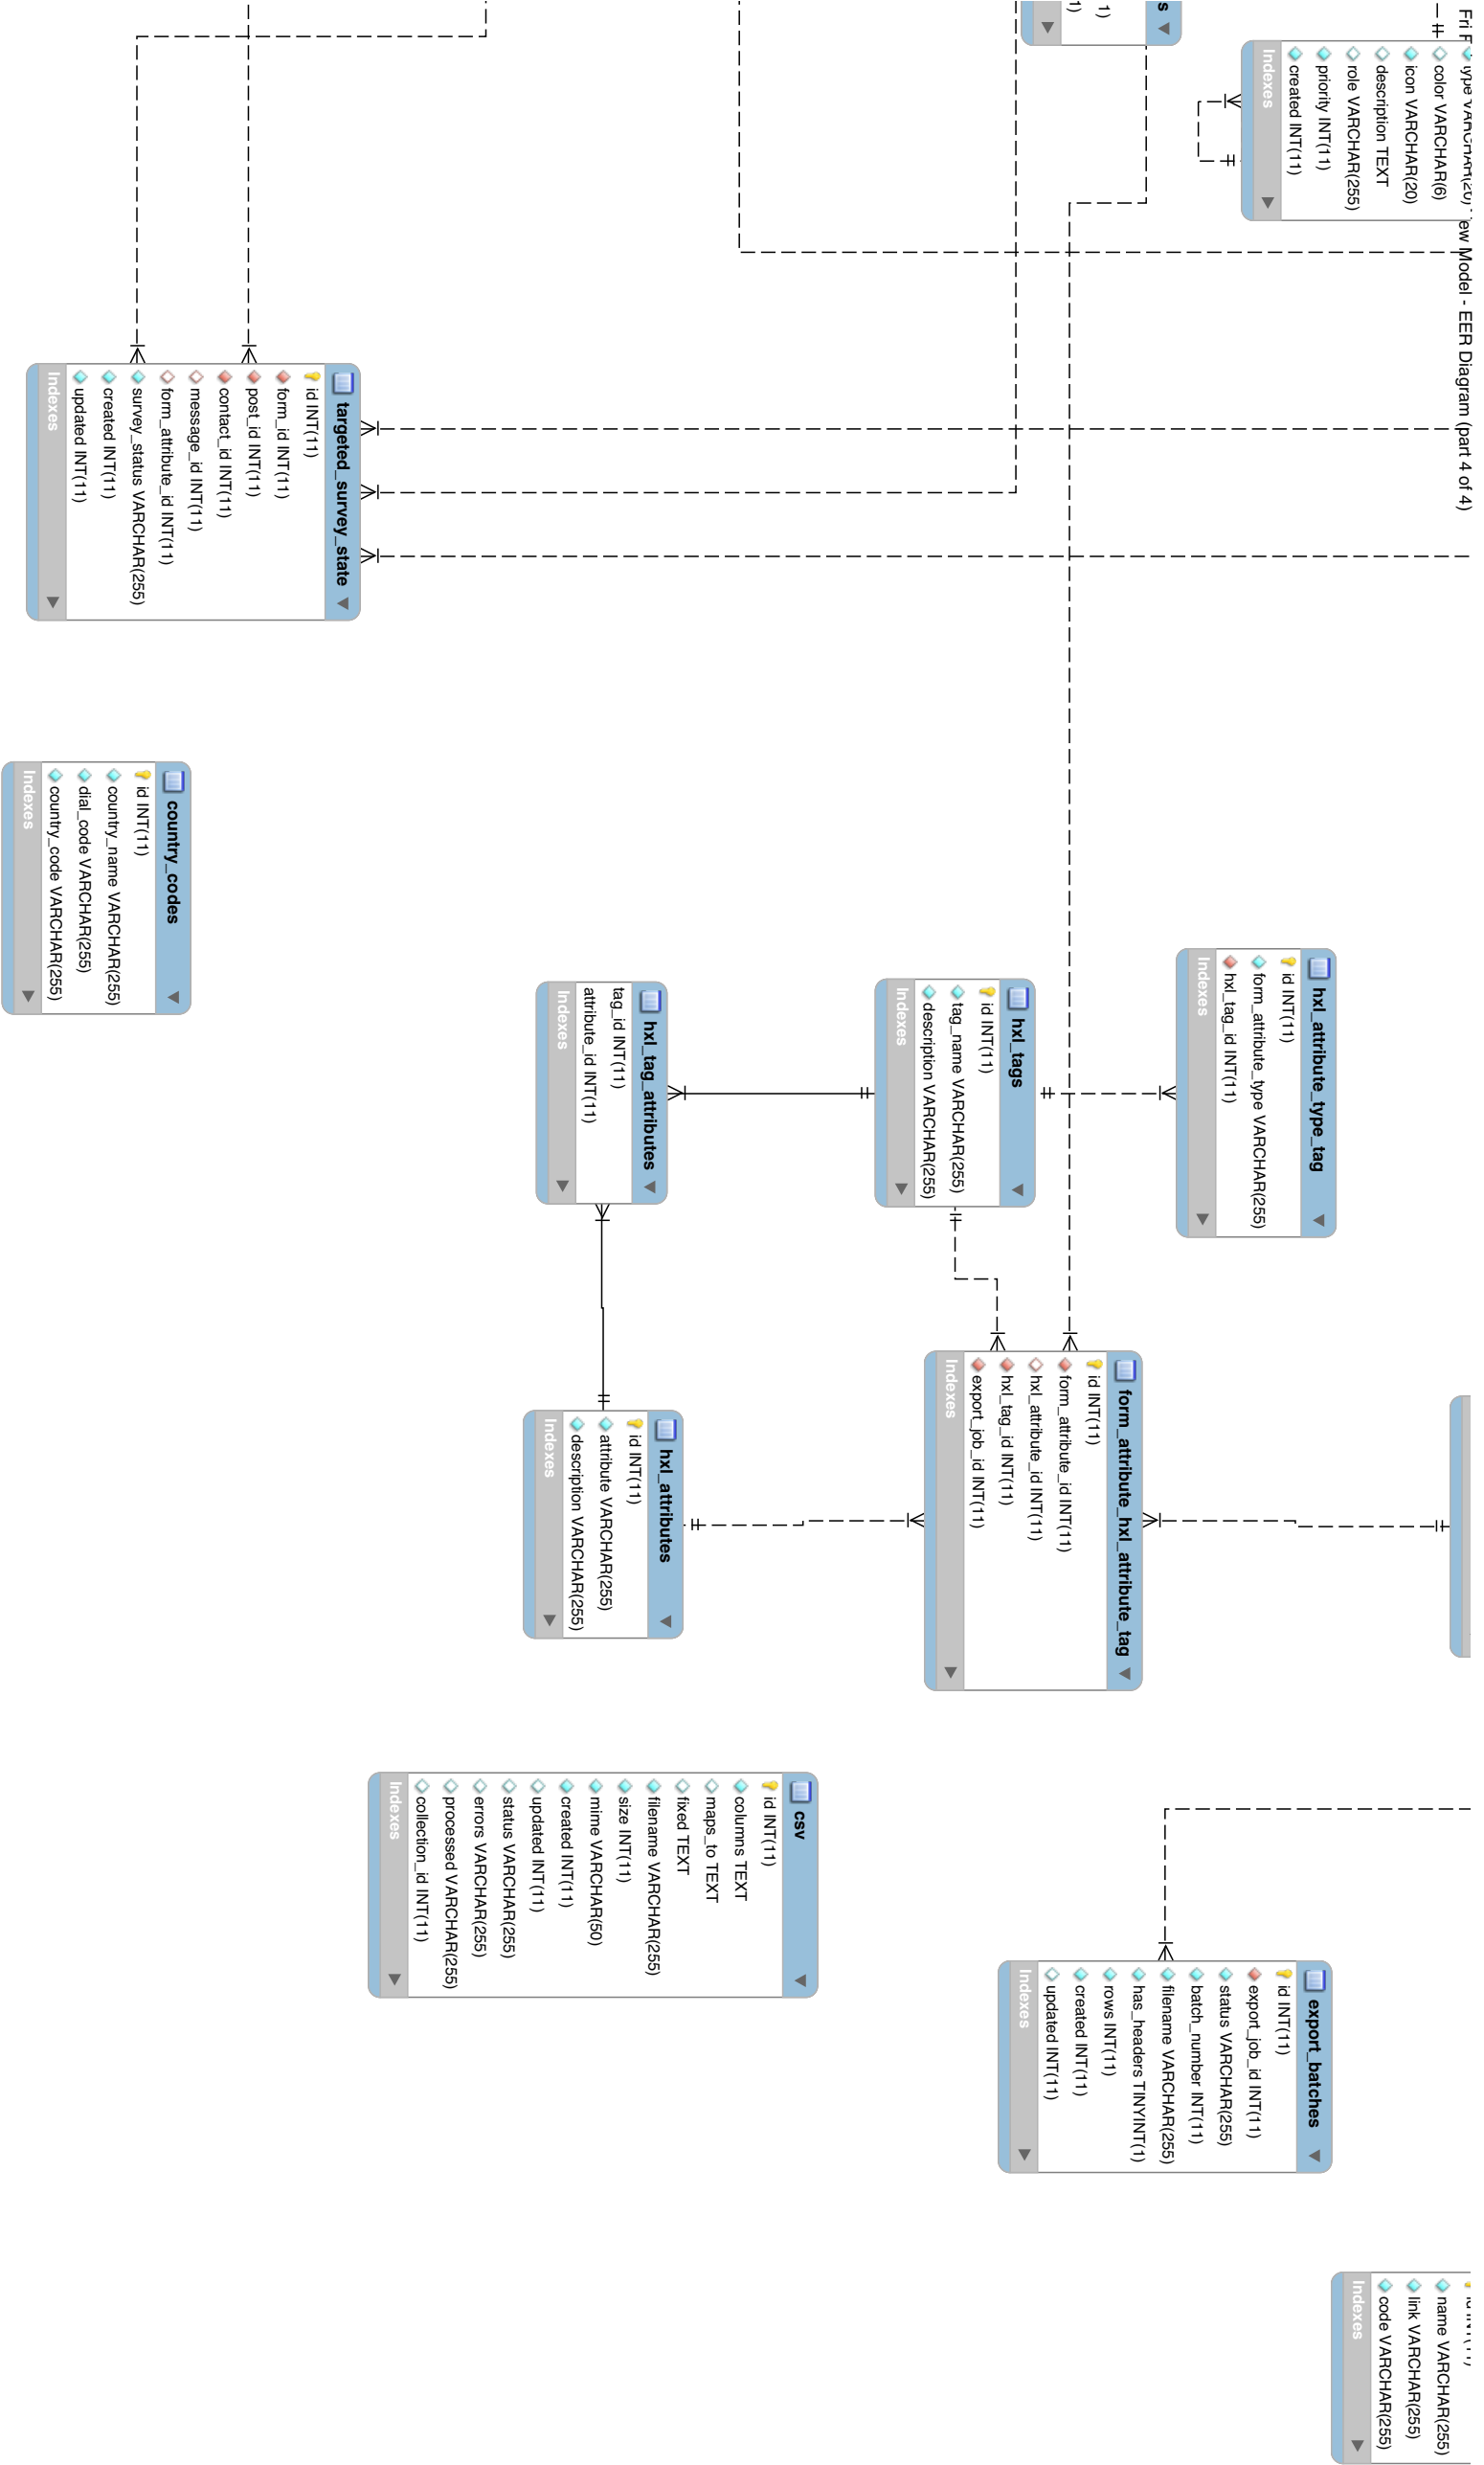 Fri F
ew Model - EER Diagram (part 4 of 4)
type VARCHAR(20)
color VARCHAR(6)
icon VARCHAR(20)
description TEXT
role VARCHAR(255)
priority INT(11)
created INT(11)
Indexes
s
1)
1)
targeted_survey_state
id INT(11)
form_id INT(11)
post_id INT(11)
contact_id INT(11)
message_id INT(11)
form_attribute_id INT(11)
survey_status VARCHAR(255)
created INT(11)
updated INT(11)
Indexes
country_codes
id INT(11)
country_name VARCHAR(255)
dial_code VARCHAR(255)
country_code VARCHAR(255)
Indexes
hxl_attribute_type_tag
id INT(11)
form_attribute_type VARCHAR(255)
hxl_tag_id INT(11)
Indexes
hxl_tags
id INT(11)
tag_name VARCHAR(255)
description VARCHAR(255)
Indexes
hxl_tag_attributes
tag_id INT(11)
attribute_id INT(11)
Indexes
form_attribute_hxl_attribute_tag
id INT(11)
form_attribute_id INT(11)
hxl_attribute_id INT(11)
hxl_tag_id INT(11)
export_job_id INT(11)
Indexes
hxl_attributes
id INT(11)
attribute VARCHAR(255)
description VARCHAR(255)
Indexes
csv
id INT(11)
columns TEXT
maps_to TEXT
fixed TEXT
filename VARCHAR(255)
size INT(11)
mime VARCHAR(50)
created INT(11)
updated INT(11)
status VARCHAR(255)
errors VARCHAR(255)
processed VARCHAR(255)
collection_id INT(11)
Indexes
export_batches
id INT(11)
export_job_id INT(11)
status VARCHAR(255)
batch_number INT(11)
filename VARCHAR(255)
has_headers TINYINT(1)
rows INT(11)
created INT(11)
updated INT(11)
Indexes
id INT(11)
name VARCHAR(255)
link VARCHAR(255)
code VARCHAR(255)
Indexes